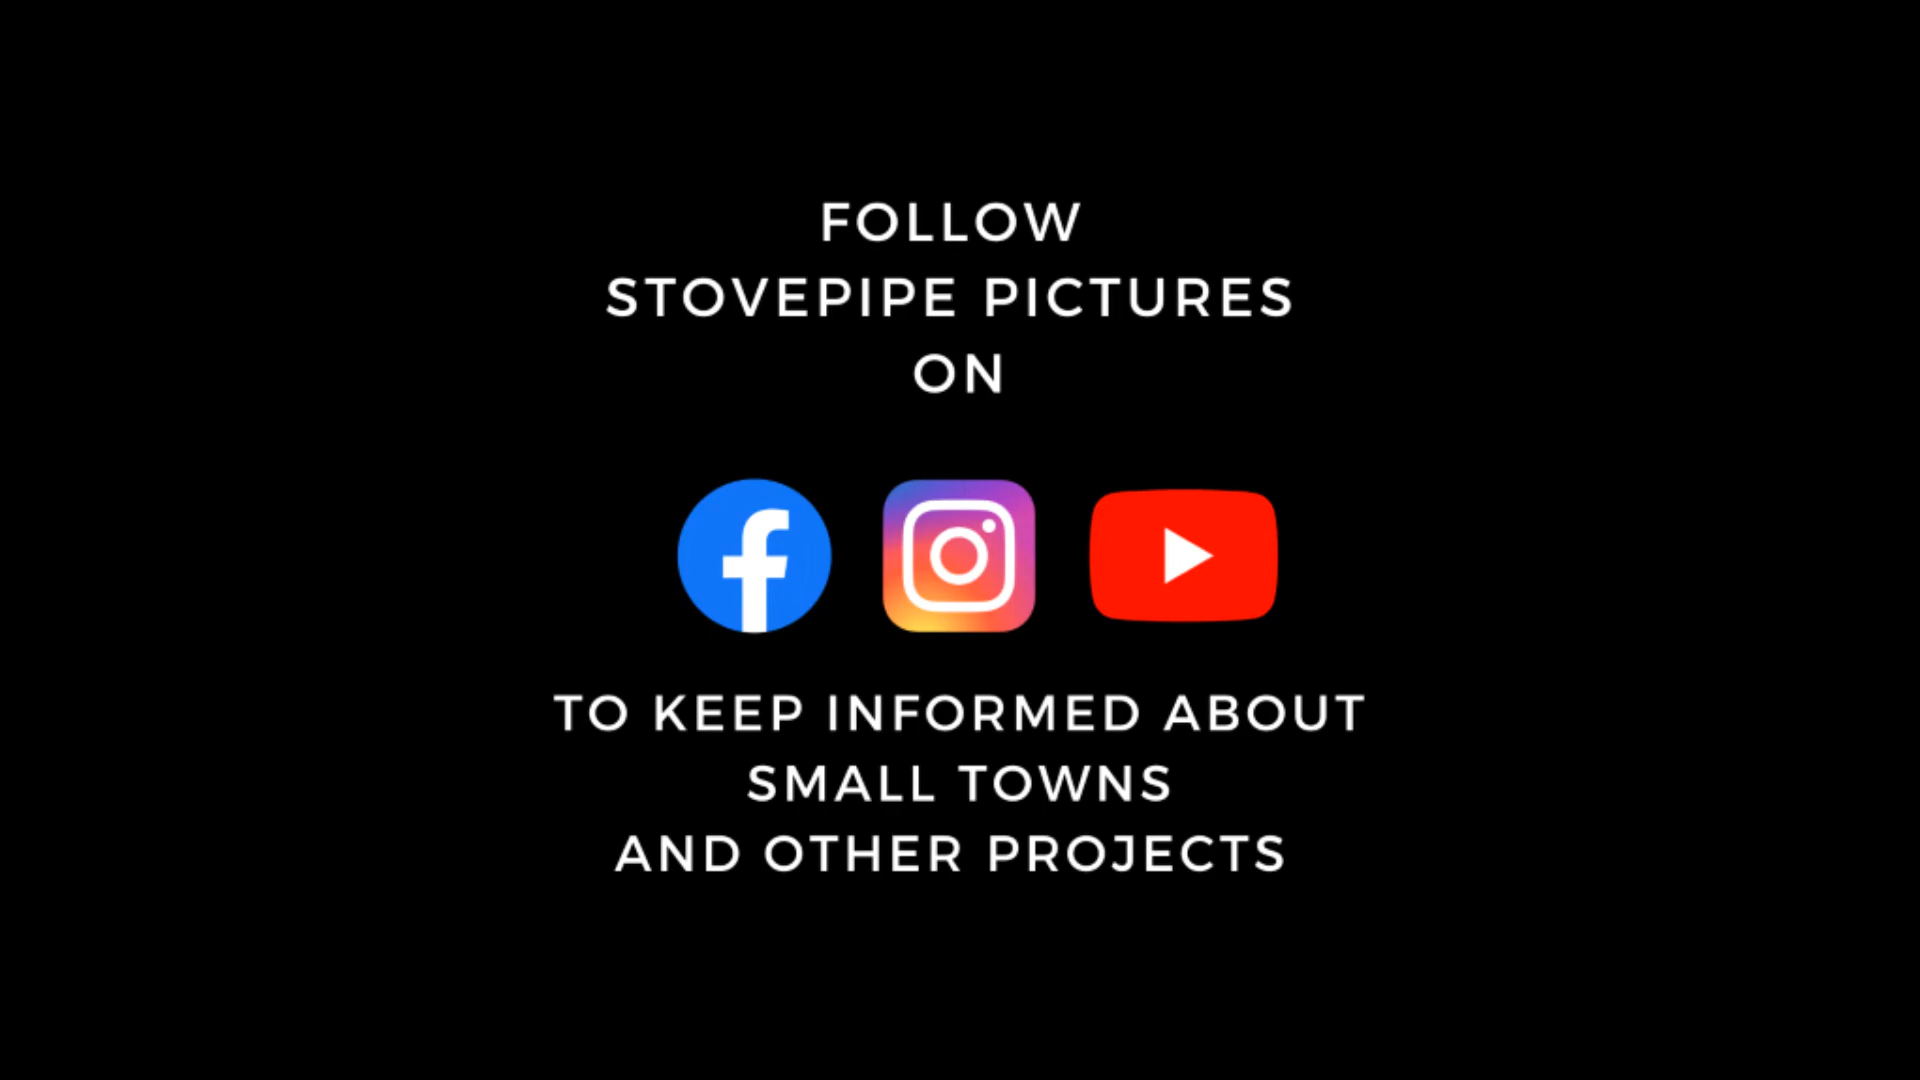 FOLLOW
STOVEPIPE PICTURES
ON
TO KEEP INFORMED ABOUT
SMALL TOWNS
AND OTHER PROJECTS